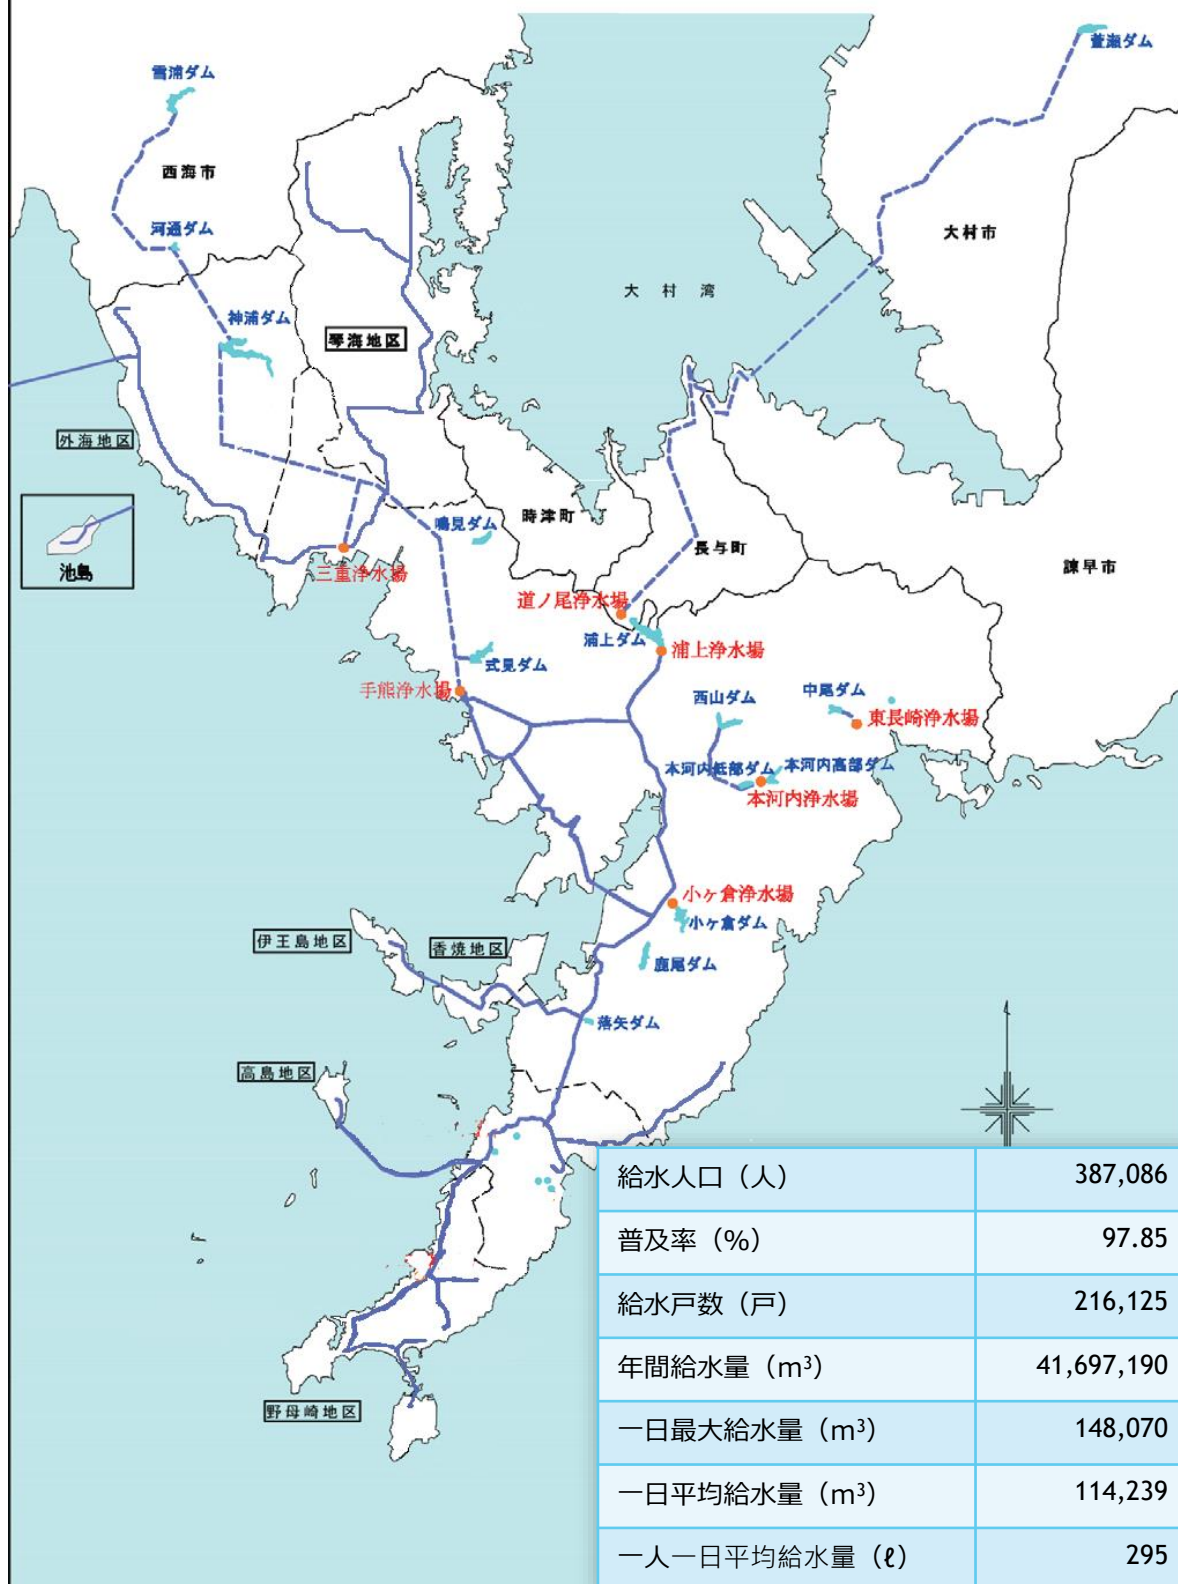 萱瀬ダム
雪浦ダム
西海市
河通ダム
大村市
大村湾
神浦ダム
琴海地区
外海地区
池島
鳴見ダム
時津町
長与町
諫早市
三重浄水場
道ノ尾浄水場
浦上ダム
浦上浄水場
式見ダム
手熊浄水場
西山ダム
中尾ダム
東長崎浄水場
本河内低部ダム
本河内高部ダム
本河内浄水場
小ヶ倉浄水場
小ヶ倉ダム
伊王島地区
香焼地区
鹿尾ダム
落矢ダム
高島地区
野母崎地区
給水人口（人） 387,086
普及率（%） 97.85
給水戸数（戸） 216,125
年間給水量（m³） 41,697,190
一日最大給水量（m³） 148,070
一日平均給水量（m³） 114,239
一人一日平均給水量（ℓ） 295